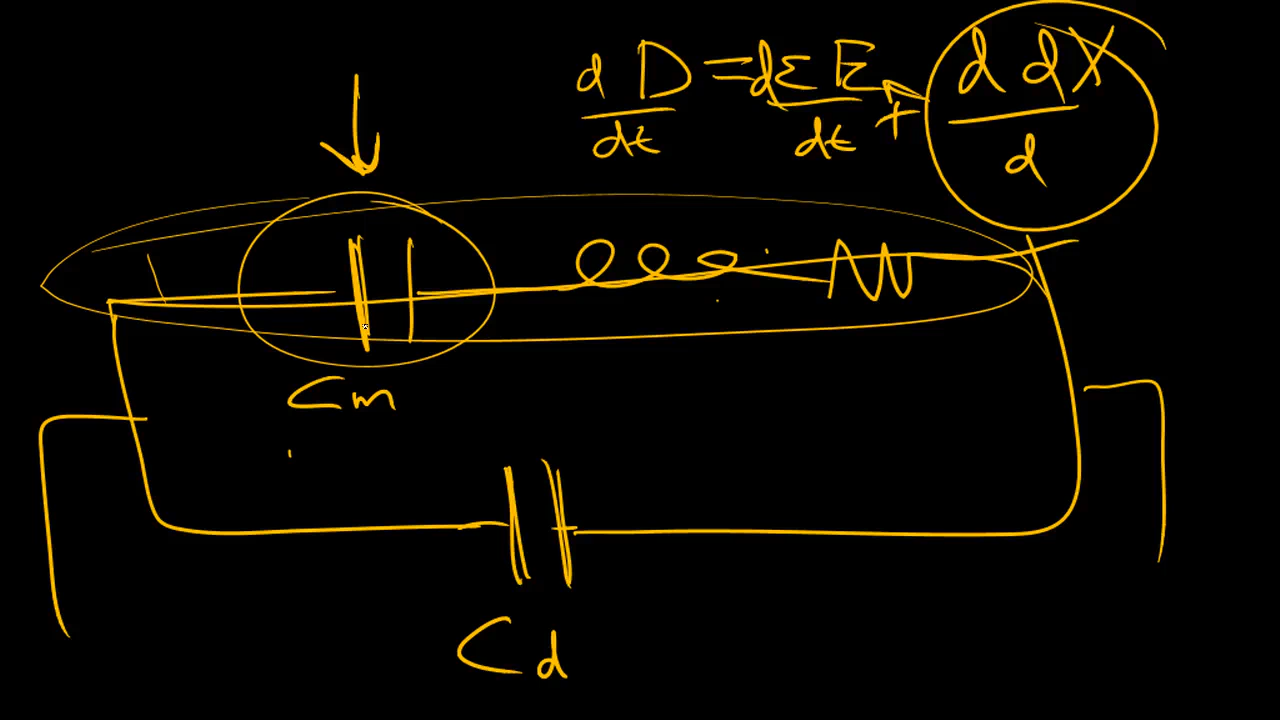 dD/dt = dεE/dt + d dX/d
Cm
Cd